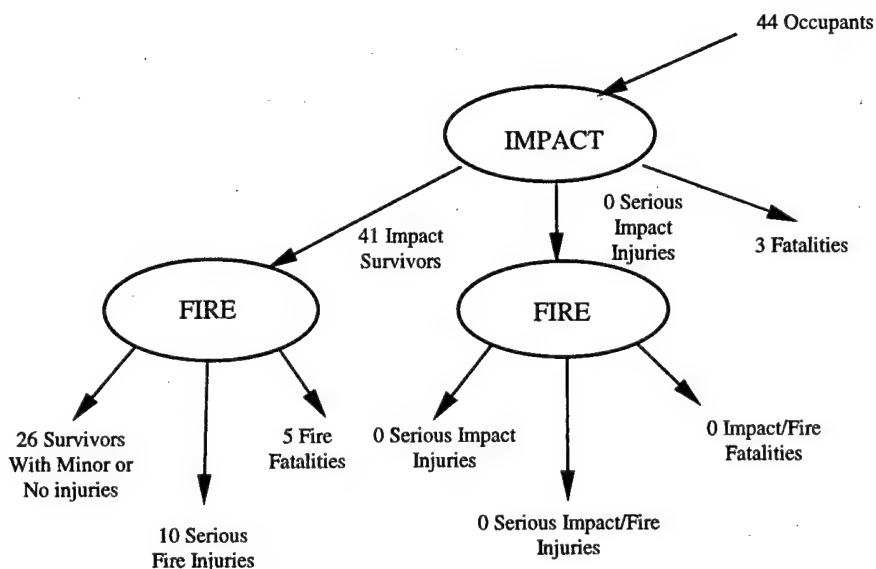 44 Occupants
IMPACT
0 Serious
Impact
Injuries
41 Impact
Survivors
3 Fatalities
FIRE
FIRE
26 Survivors
With Minor or
No injuries
5 Fire
Fatalities
0 Serious Impact
Injuries
0 Impact/Fire
Fatalities
10 Serious
Fire Injuries
0 Serious Impact/Fire
Injuries